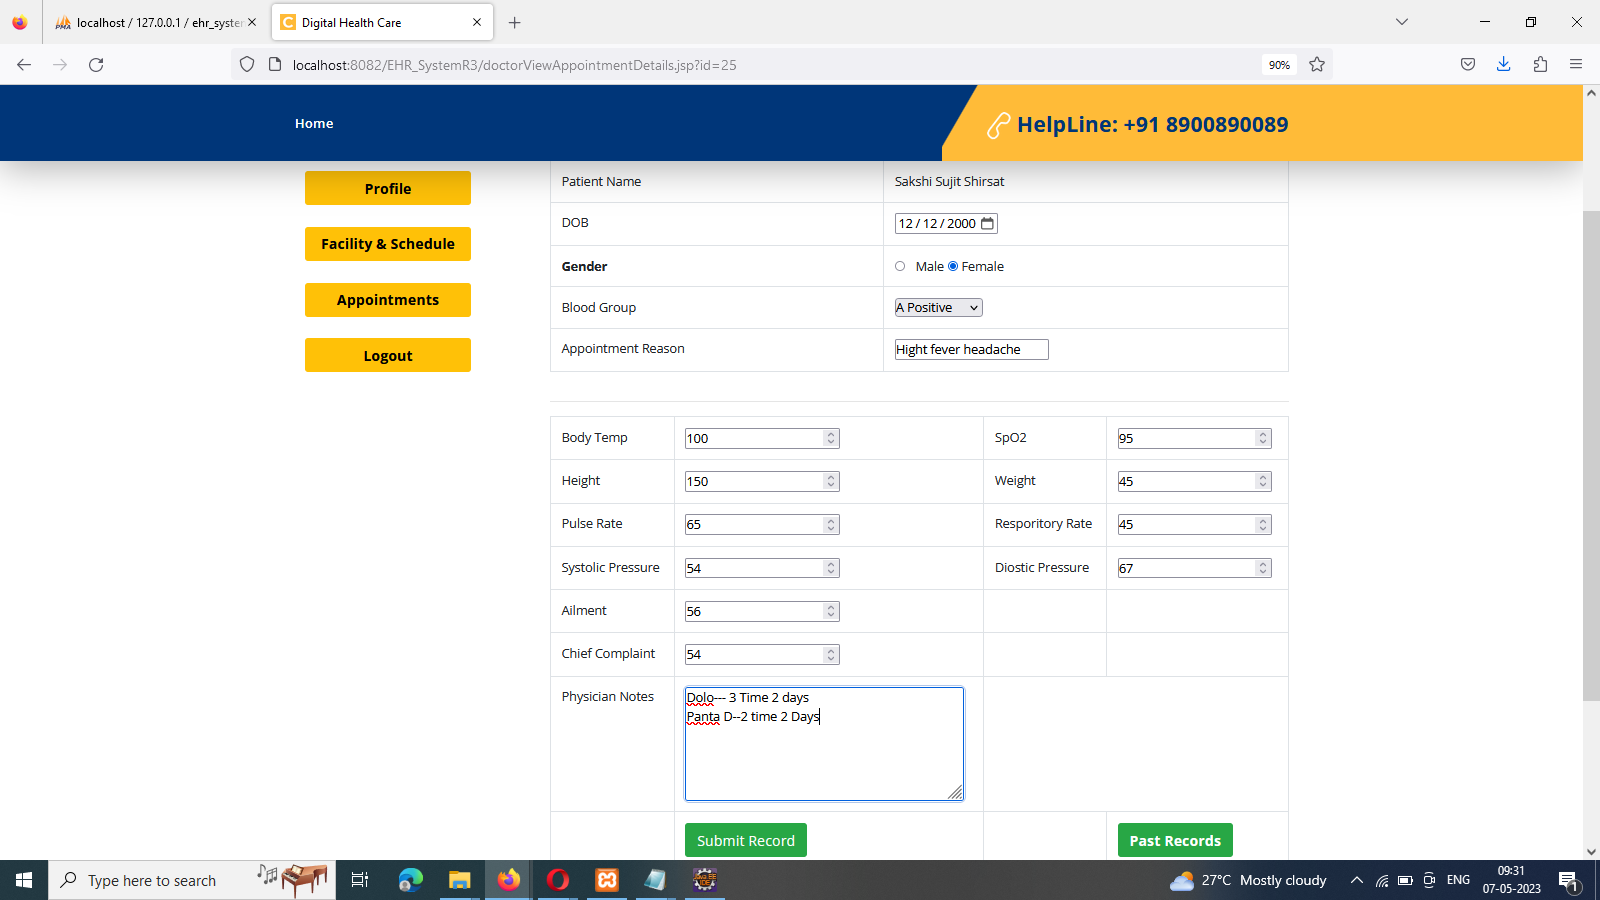 localhost / 127.0.0.1 / ehr_syster
Digital Health Care
localhost:8082/EHR_SystemR3/doctorViewAppointmentDetails.jsp?id=25
90%
Home
HelpLine: +91 8900890089
Profile
Facility & Schedule
Appointments
Logout
Patient Name Sakshi Sujit Shirsat
DOB 12 / 12 / 2000
Gender Male Female
Blood Group A Positive
Appointment Reason Hight fever headache
Body Temp 100 SpO2 95
Height 150 Weight 45
Pulse Rate 65 Resporitory Rate 45
Systolic Pressure 54 Diostic Pressure 67
Ailment 56
Chief Complaint 54
Physician Notes Dolo--- 3 Time 2 days
Panta D--2 time 2 Days
Submit Record Past Records
Type here to search
27°C Mostly cloudy
ENG
09:31
07-05-2023
1